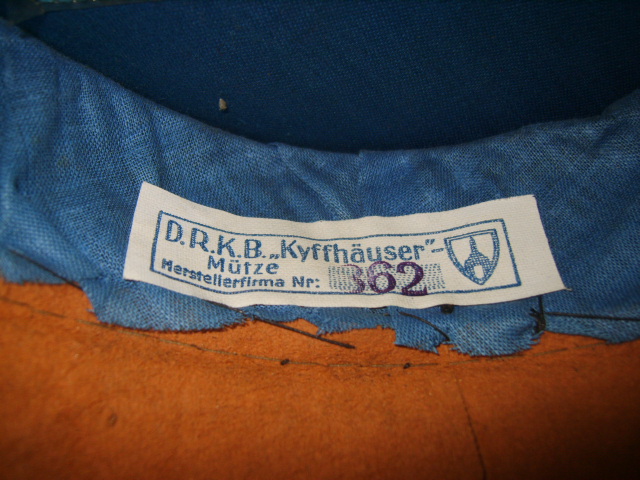 D.R.K.B. „Kyffhäuser"-
Mütze
Herstellerfirma Nr: 362